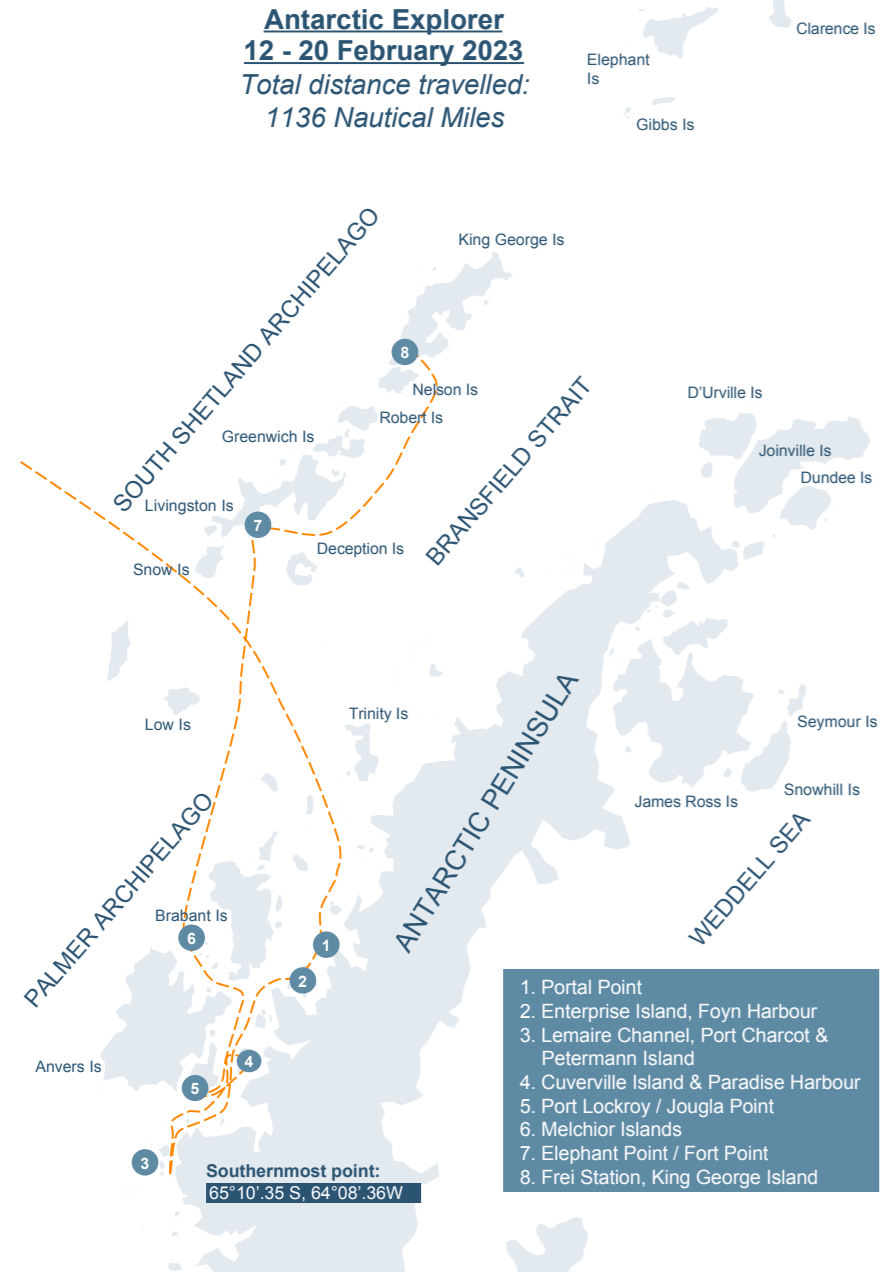 Antarctic Explorer
12 - 20 February 2023
Total distance travelled:
1136 Nautical Miles
Clarence Is
Elephant
Is
Gibbs Is
King George Is
SOUTH SHETLAND ARCHIPELAGO
8
Nelson Is
Robert Is
Greenwich Is
BRANSFIELD STRAIT
D'Urville Is
Joinville Is
Dundee Is
Livingston Is
7
Deception Is
Snow Is
Low Is
Trinity Is
ANTARCTIC PENINSULA
Seymour Is
Snowhill Is
James Ross Is
WEDDELL SEA
PALMER ARCHIPELAGO
Brabant Is
6
1
2
4
Anvers Is
5
3
1. Portal Point
2. Enterprise Island, Foyn Harbour
3. Lemaire Channel, Port Charcot &
Petermann Island
4. Cuverville Island & Paradise Harbour
5. Port Lockroy / Jougla Point
6. Melchior Islands
7. Elephant Point / Fort Point
8. Frei Station, King George Island
Southernmost point:
65°10'.35 S, 64°08'.36W